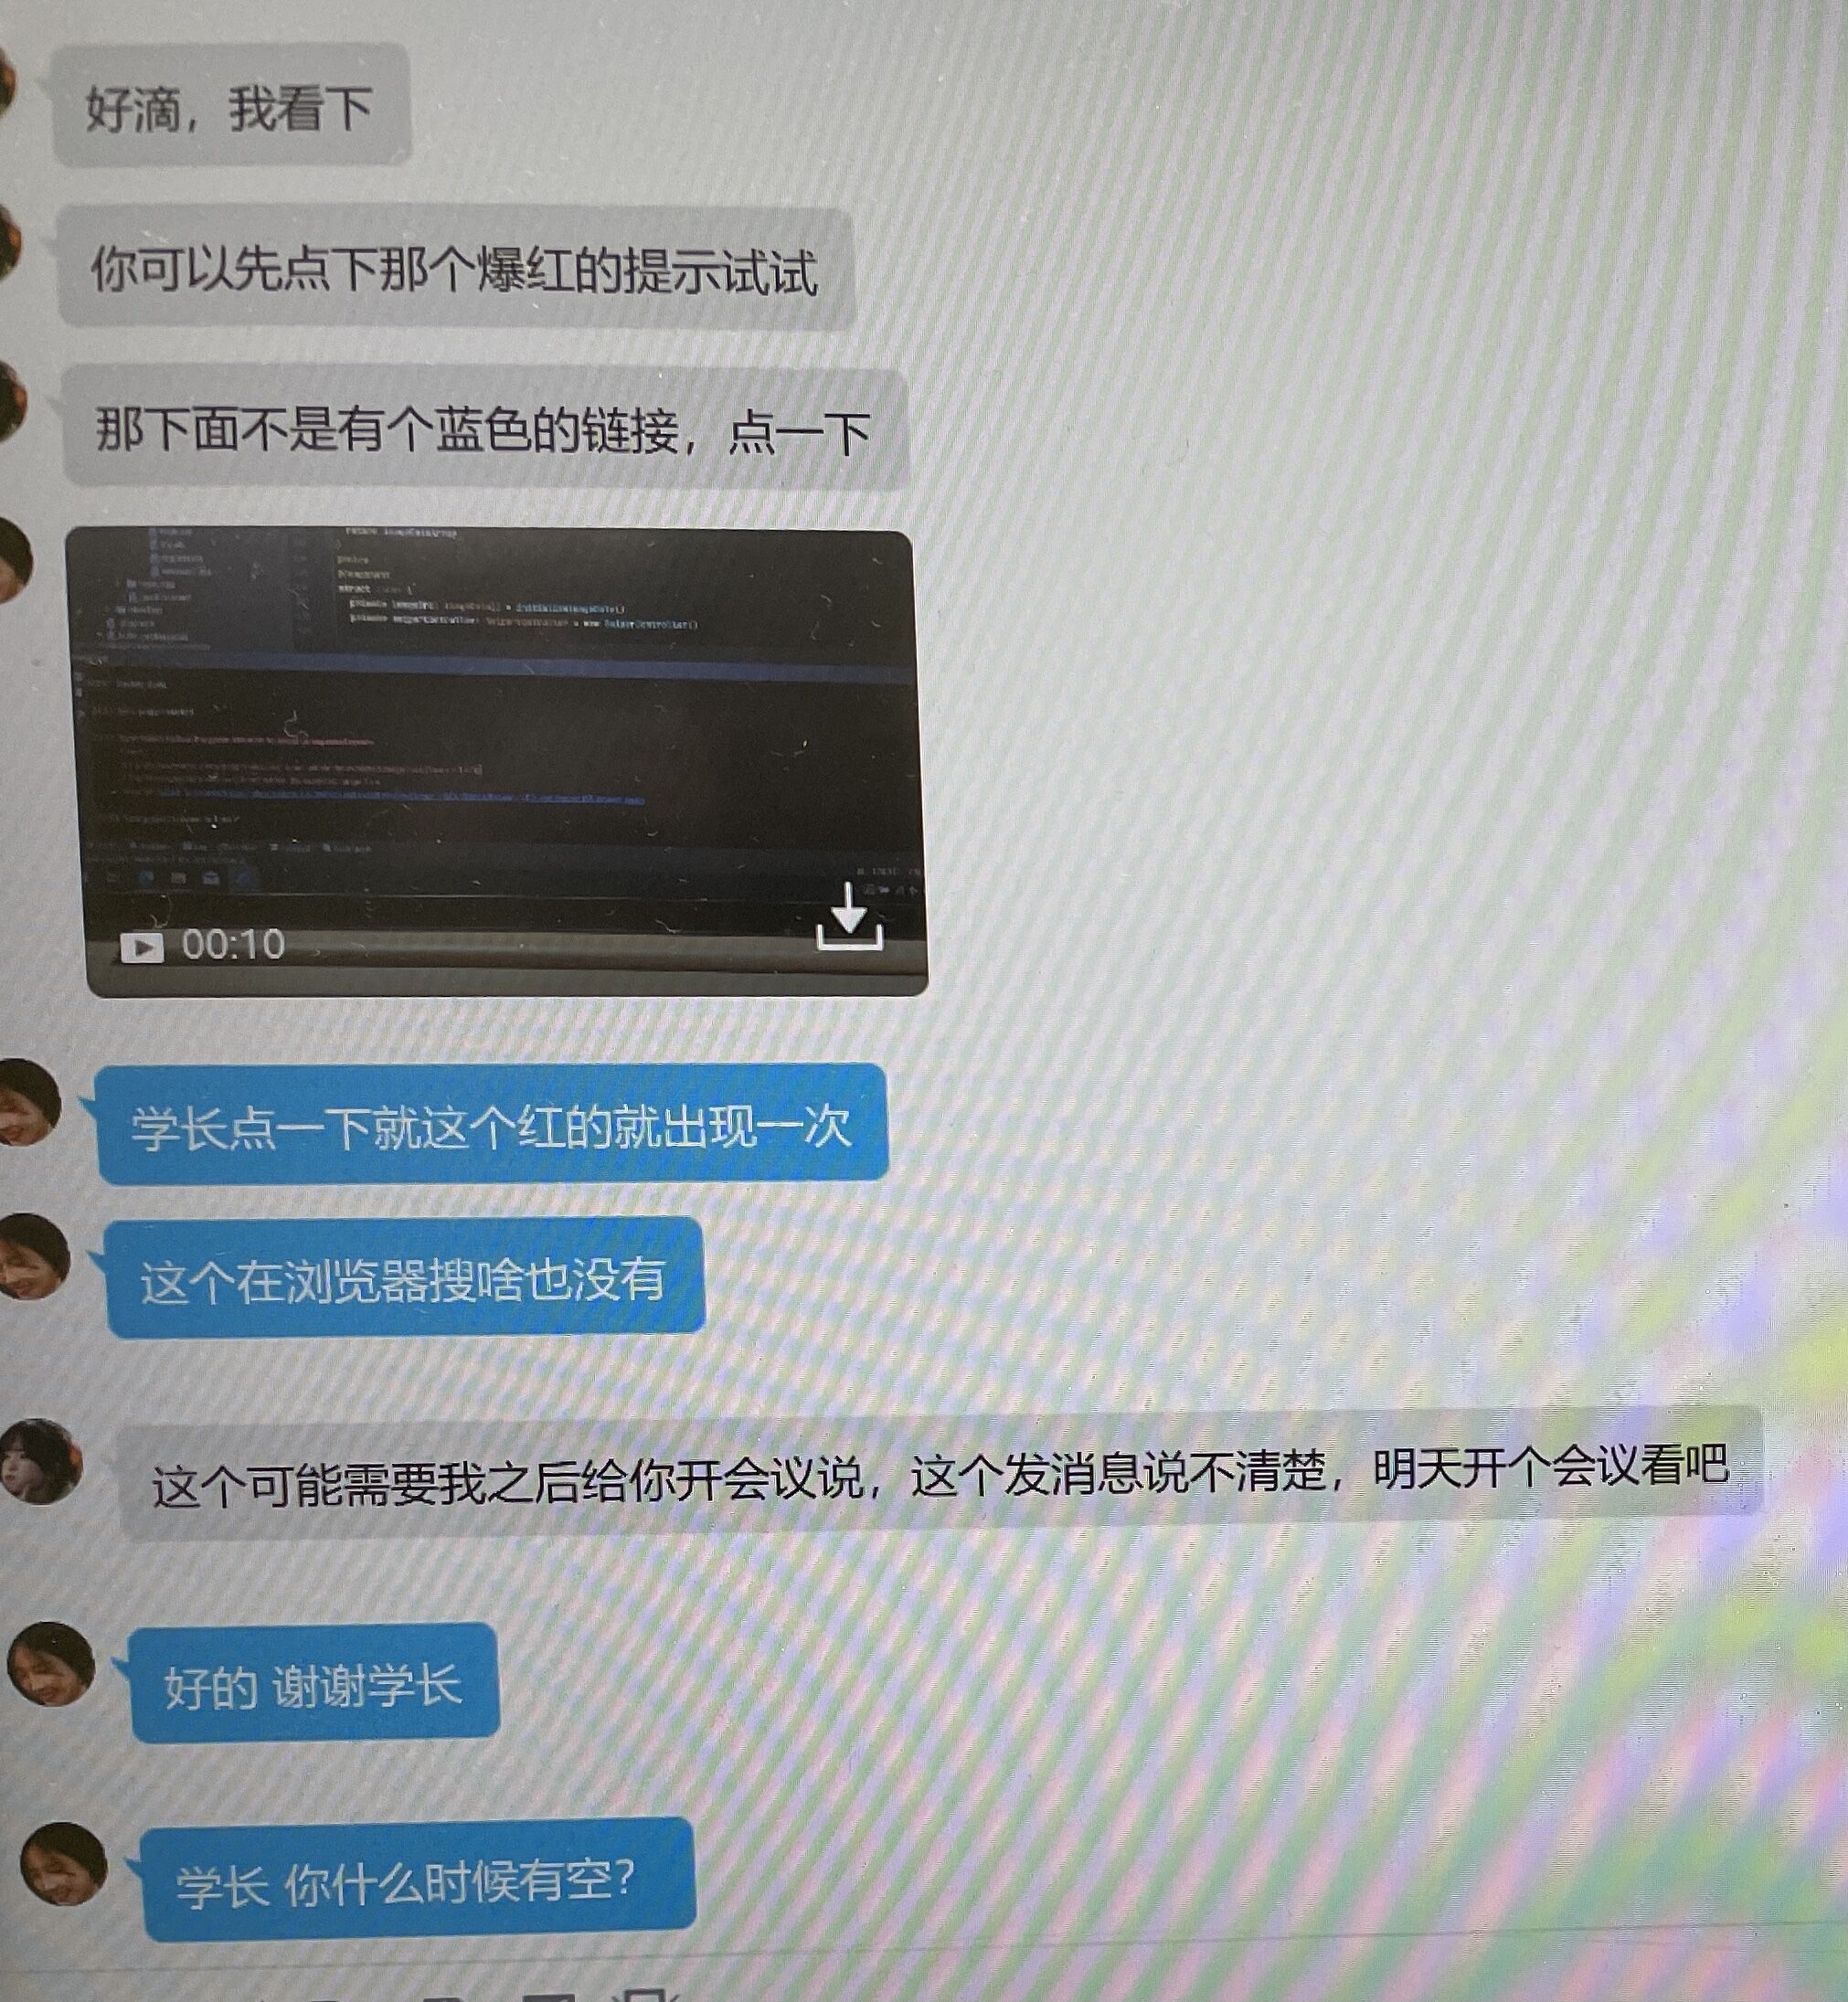 好滴，我看下
你可以先点下那个爆红的提示试试
那下面不是有个蓝色的链接，点一下
00:10
学长点一下就这个红的就出现一次
这个在浏览器搜啥也没有
这个可能需要我之后给你开会议说，这个发消息说不清楚，明天开个会议看吧
好的 谢谢学长
学长 你什么时候有空？